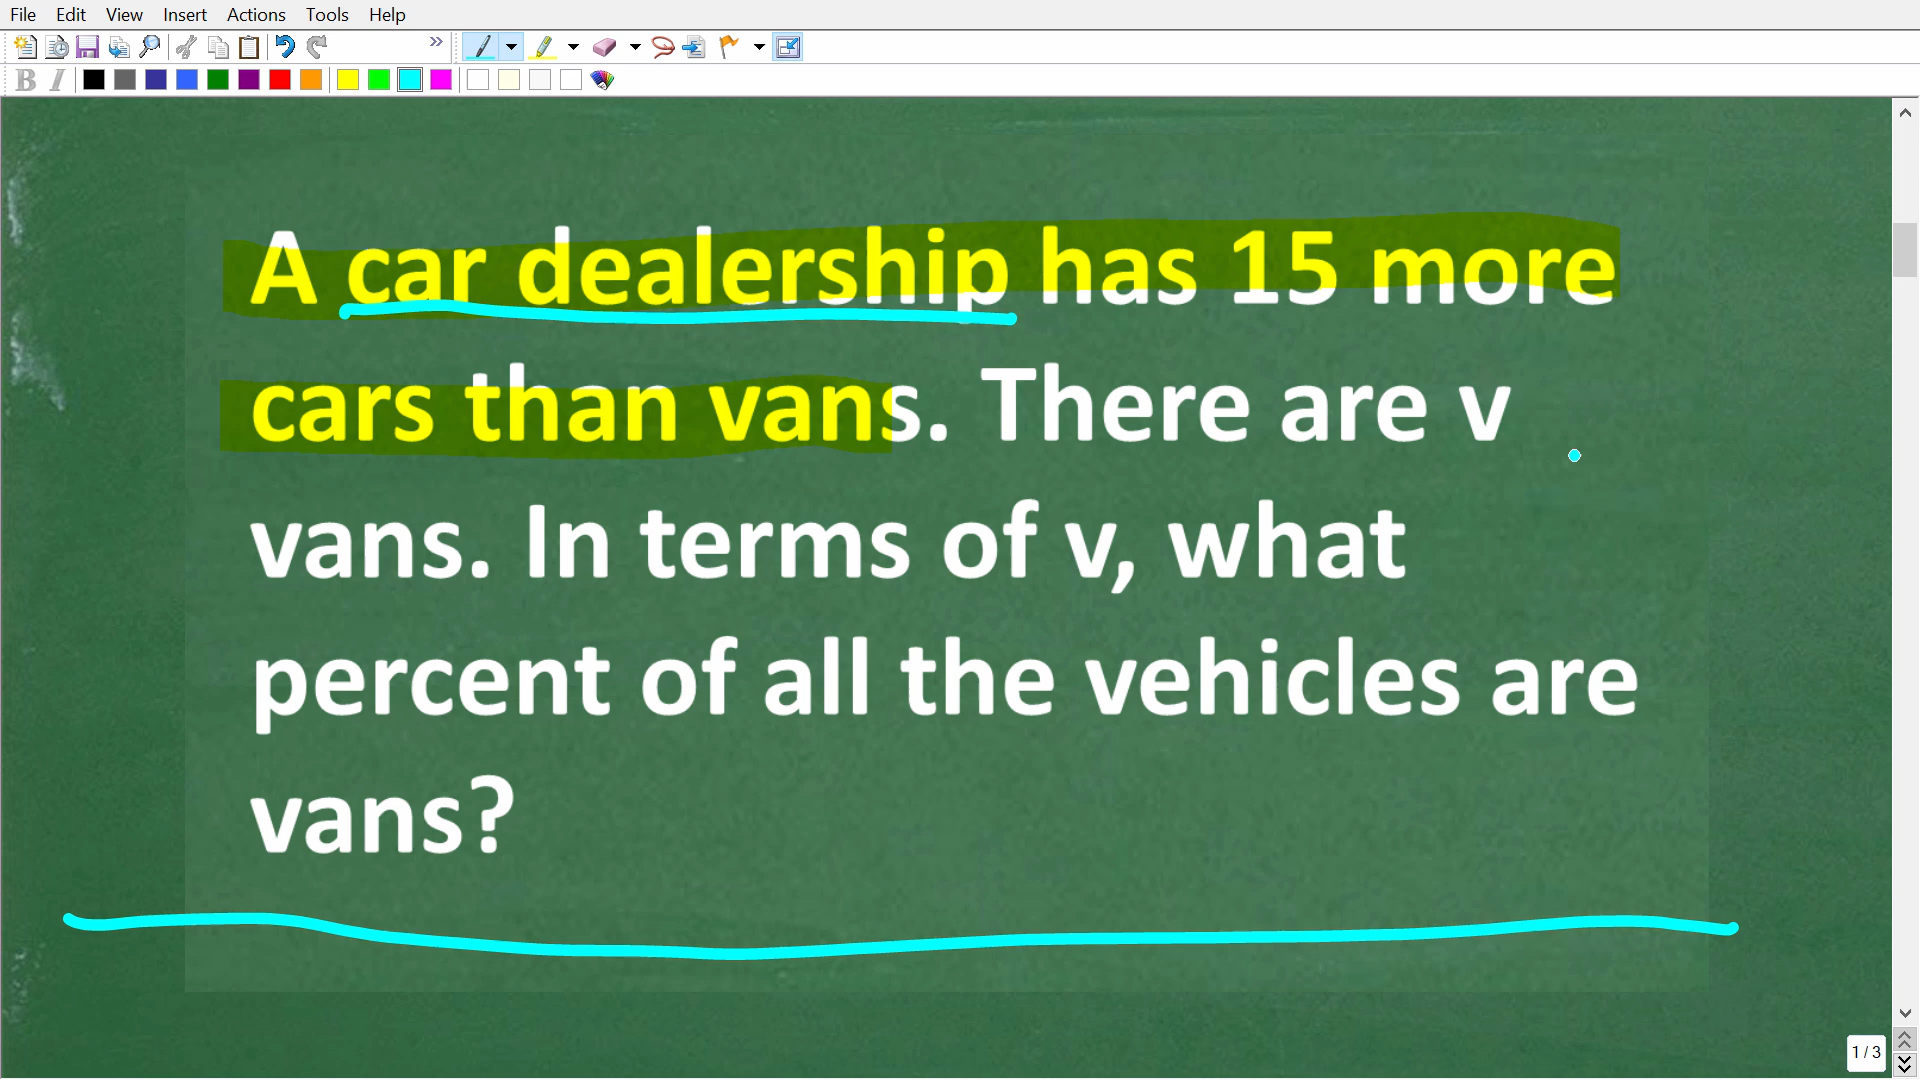 File Edit View Insert Actions Tools Help
B I
A car dealership has 15 more
cars than vans. There are v
vans. In terms of v, what
percent of all the vehicles are
vans?
1 / 3